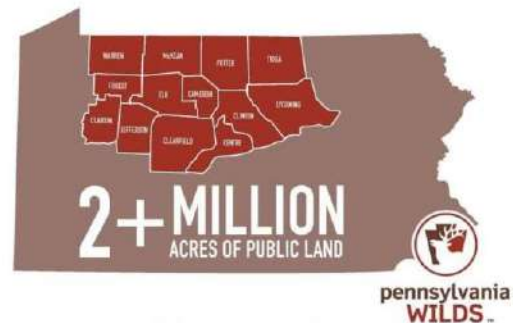 WARREN McKEAN POTTER TIOGA
FOREST ELK CAMERON LYCOMING
CLARION JEFFERSON CLEARFIELD CLINTON
CENTRE
2+ MILLION
ACRES OF PUBLIC LAND
pennsylvania
WILDS